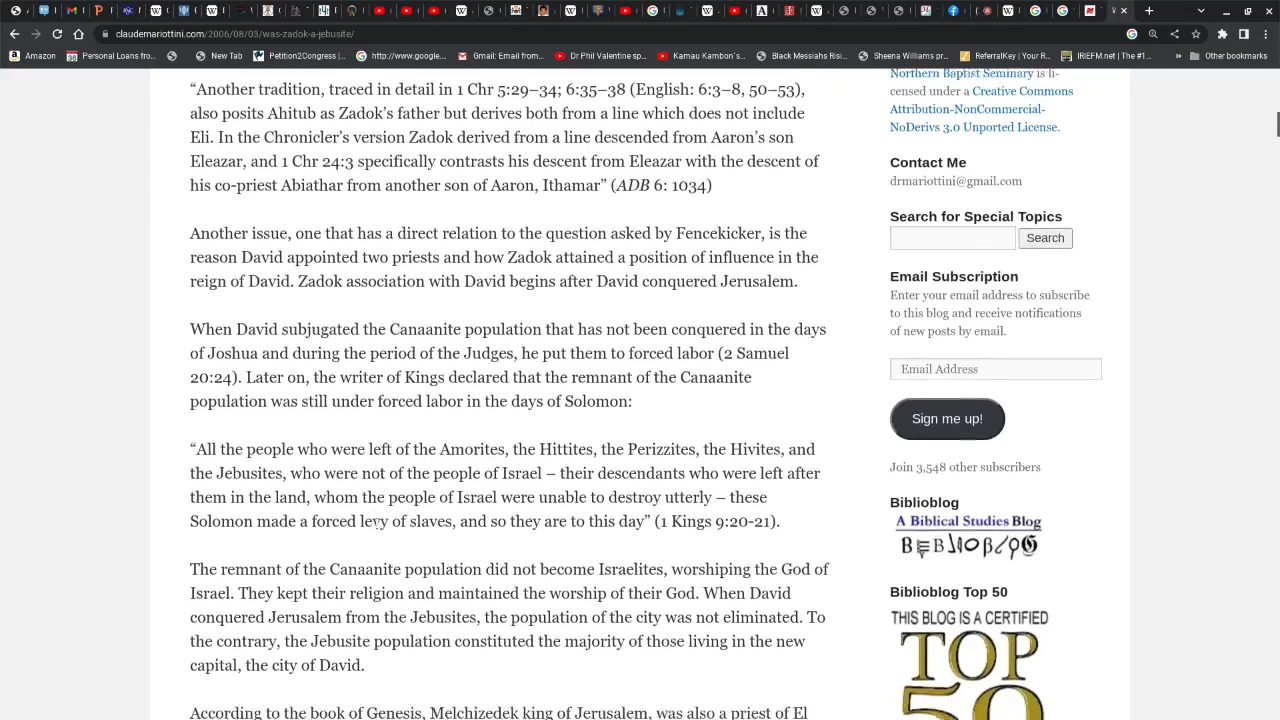 claudemariottini.com/2006/08/03/was-zadok-a-jebusite/
Amazon
Personal Loans fro…
New Tab
Petition2Congress |…
http://www.google…
Gmail: Email from…
Dr Phil Valentine sp…
Kamau Kambon`s…
Black Messiahs Risi…
Sheena Williams pr…
ReferralKey | Your R…
IRIEFM.net | The #1…
»
Other bookmarks
“Another tradition, traced in detail in 1 Chr 5:29–34; 6:35–38 (English: 6:3–8, 50–53),
also posits Ahitub as Zadok’s father but derives both from a line which does not include
Eli. In the Chronicler’s version Zadok derived from a line descended from Aaron’s son
Eleazar, and 1 Chr 24:3 specifically contrasts his descent from Eleazar with the descent of
his co-priest Abiathar from another son of Aaron, Ithamar” (ADB 6: 1034)
Another issue, one that has a direct relation to the question asked by Fencekicker, is the
reason David appointed two priests and how Zadok attained a position of influence in the
reign of David. Zadok association with David begins after David conquered Jerusalem.
When David subjugated the Canaanite population that has not been conquered in the days
of Joshua and during the period of the Judges, he put them to forced labor (2 Samuel
20:24). Later on, the writer of Kings declared that the remnant of the Canaanite
population was still under forced labor in the days of Solomon:
“All the people who were left of the Amorites, the Hittites, the Perizzites, the Hivites, and
the Jebusites, who were not of the people of Israel – their descendants who were left after
them in the land, whom the people of Israel were unable to destroy utterly – these
Solomon made a forced levy of slaves, and so they are to this day” (1 Kings 9:20-21).
The remnant of the Canaanite population did not become Israelites, worshiping the God of
Israel. They kept their religion and maintained the worship of their God. When David
conquered Jerusalem from the Jebusites, the population of the city was not eliminated. To
the contrary, the Jebusite population constituted the majority of those living in the new
capital, the city of David.
According to the book of Genesis, Melchizedek king of Jerusalem, was also a priest of El
Northern Baptist Seminary is li-
censed under a Creative Commons
Attribution-NonCommercial-
NoDerivs 3.0 Unported License.
Contact Me
drmariottini@gmail.com
Search for Special Topics
Search
Email Subscription
Enter your email address to subscribe
to this blog and receive notifications
of new posts by email.
Email Address
Sign me up!
Join 3,548 other subscribers
Biblioblog
A Biblical Studies Blog
Biblioblog Top 50
THIS BLOG IS A CERTIFIED
TOP
50